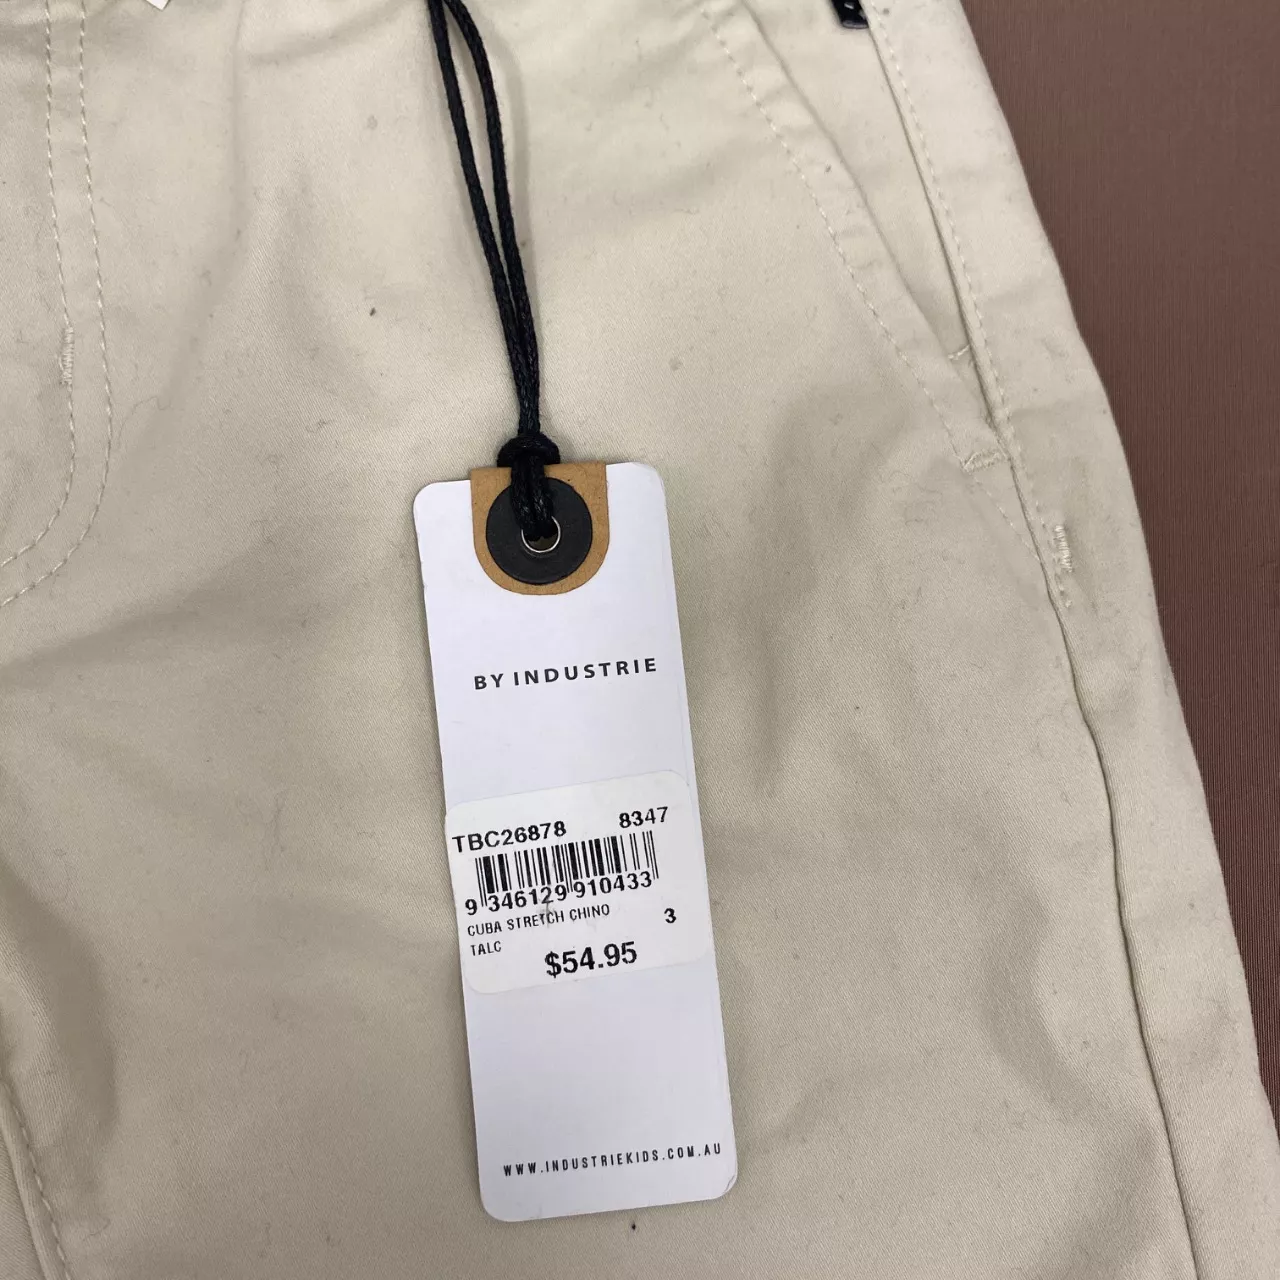 BY INDUSTRIE
TBC26878 8347
9 346129 910433
CUBA STRETCH CHINO 3
TALC
$54.95
WWW.INDUSTRIEKIDS.COM.AU